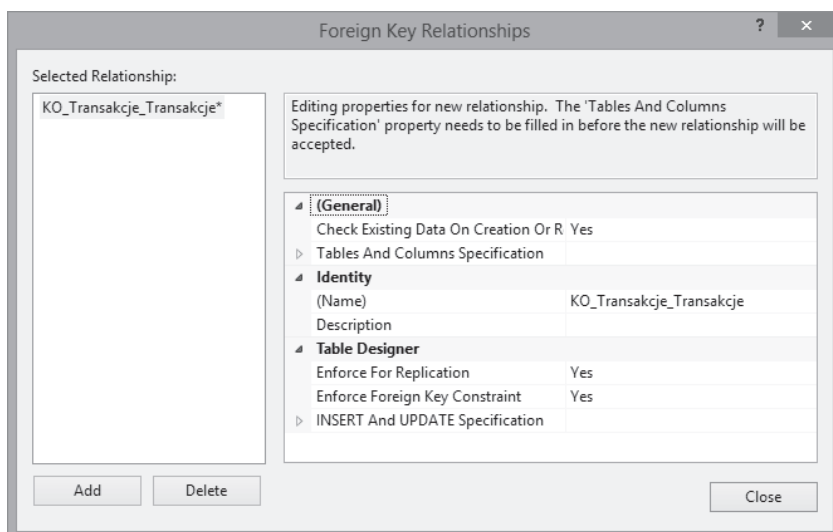 Foreign Key Relationships
? ×
Selected Relationship:
KO_Transakcje_Transakcje*
Editing properties for new relationship. The 'Tables And Columns
Specification' property needs to be filled in before the new relationship will be
accepted.
(General)
Check Existing Data On Creation Or R Yes
Tables And Columns Specification
Identity
(Name) KO_Transakcje_Transakcje
Description
Table Designer
Enforce For Replication Yes
Enforce Foreign Key Constraint Yes
INSERT And UPDATE Specification
Add Delete
Close